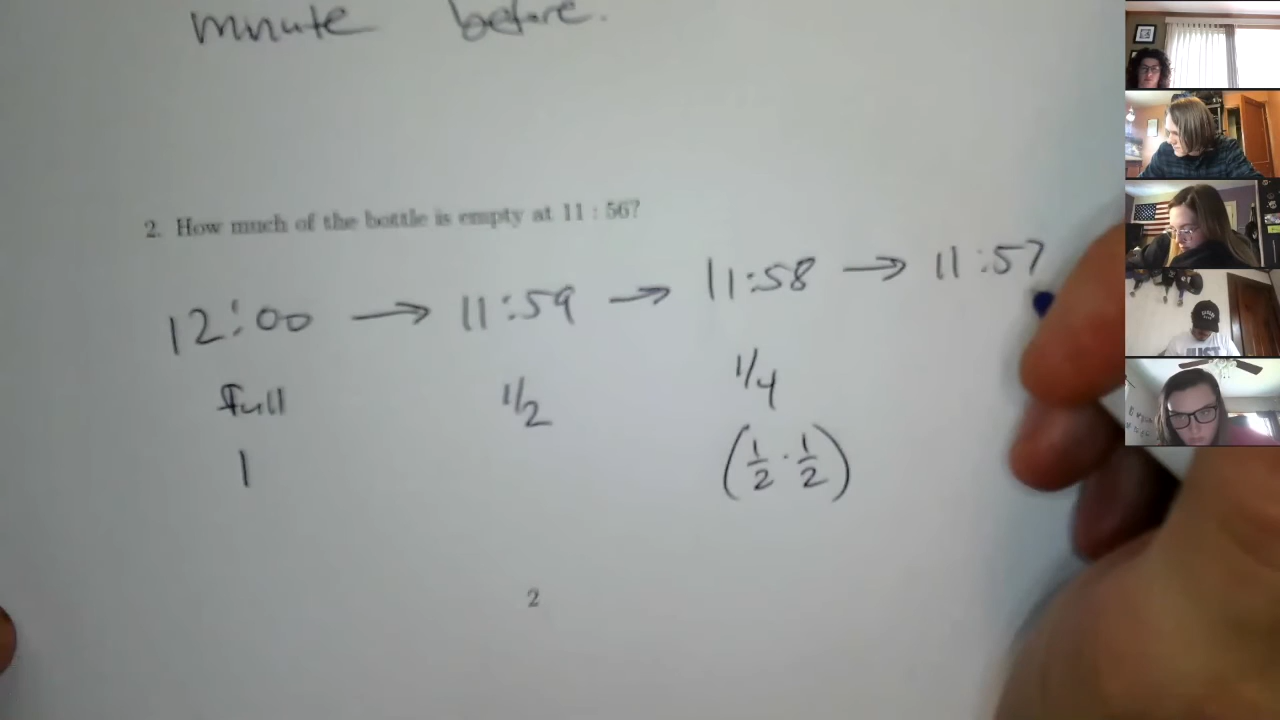 minute before.
2. How much of the bottle is empty at 11 : 56?
12:00 → 11:59 → 11:58 → 11:57
full 1/2 1/4
1 (1/2 · 1/2)
2
JUST